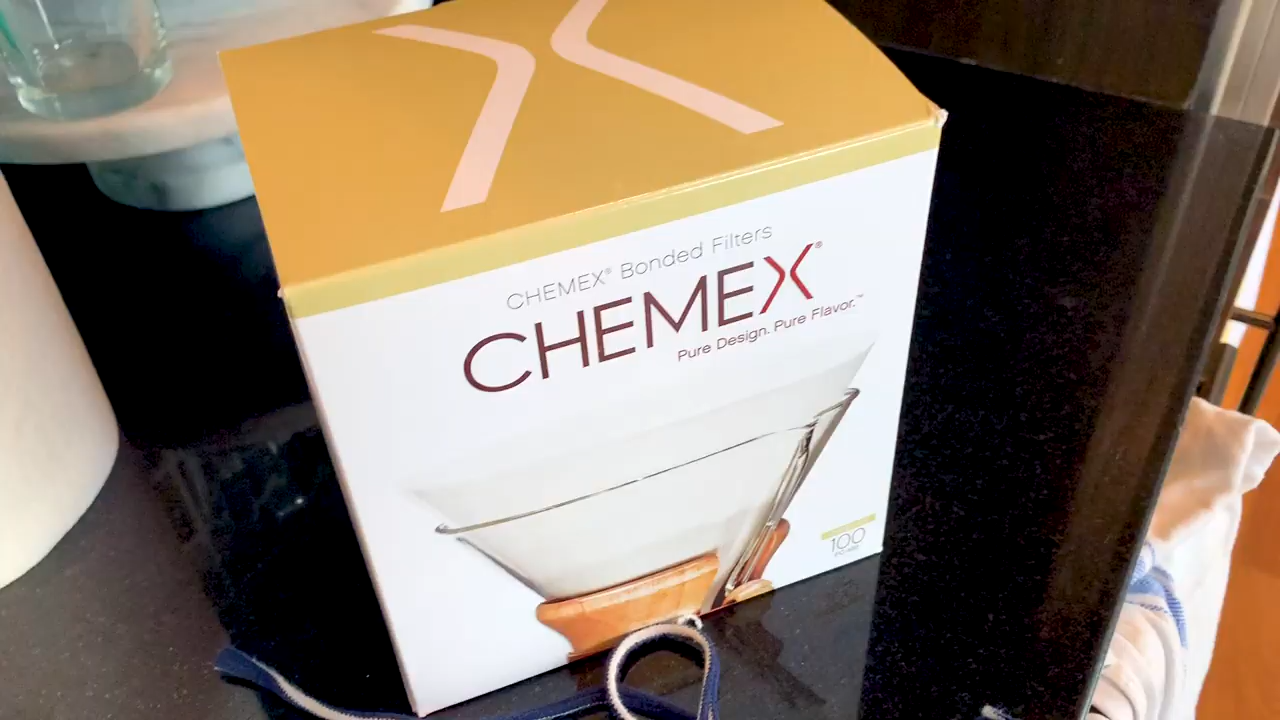 CHEMEX® Bonded Filters
CHEMEX®
Pure Design. Pure Flavor.™
100